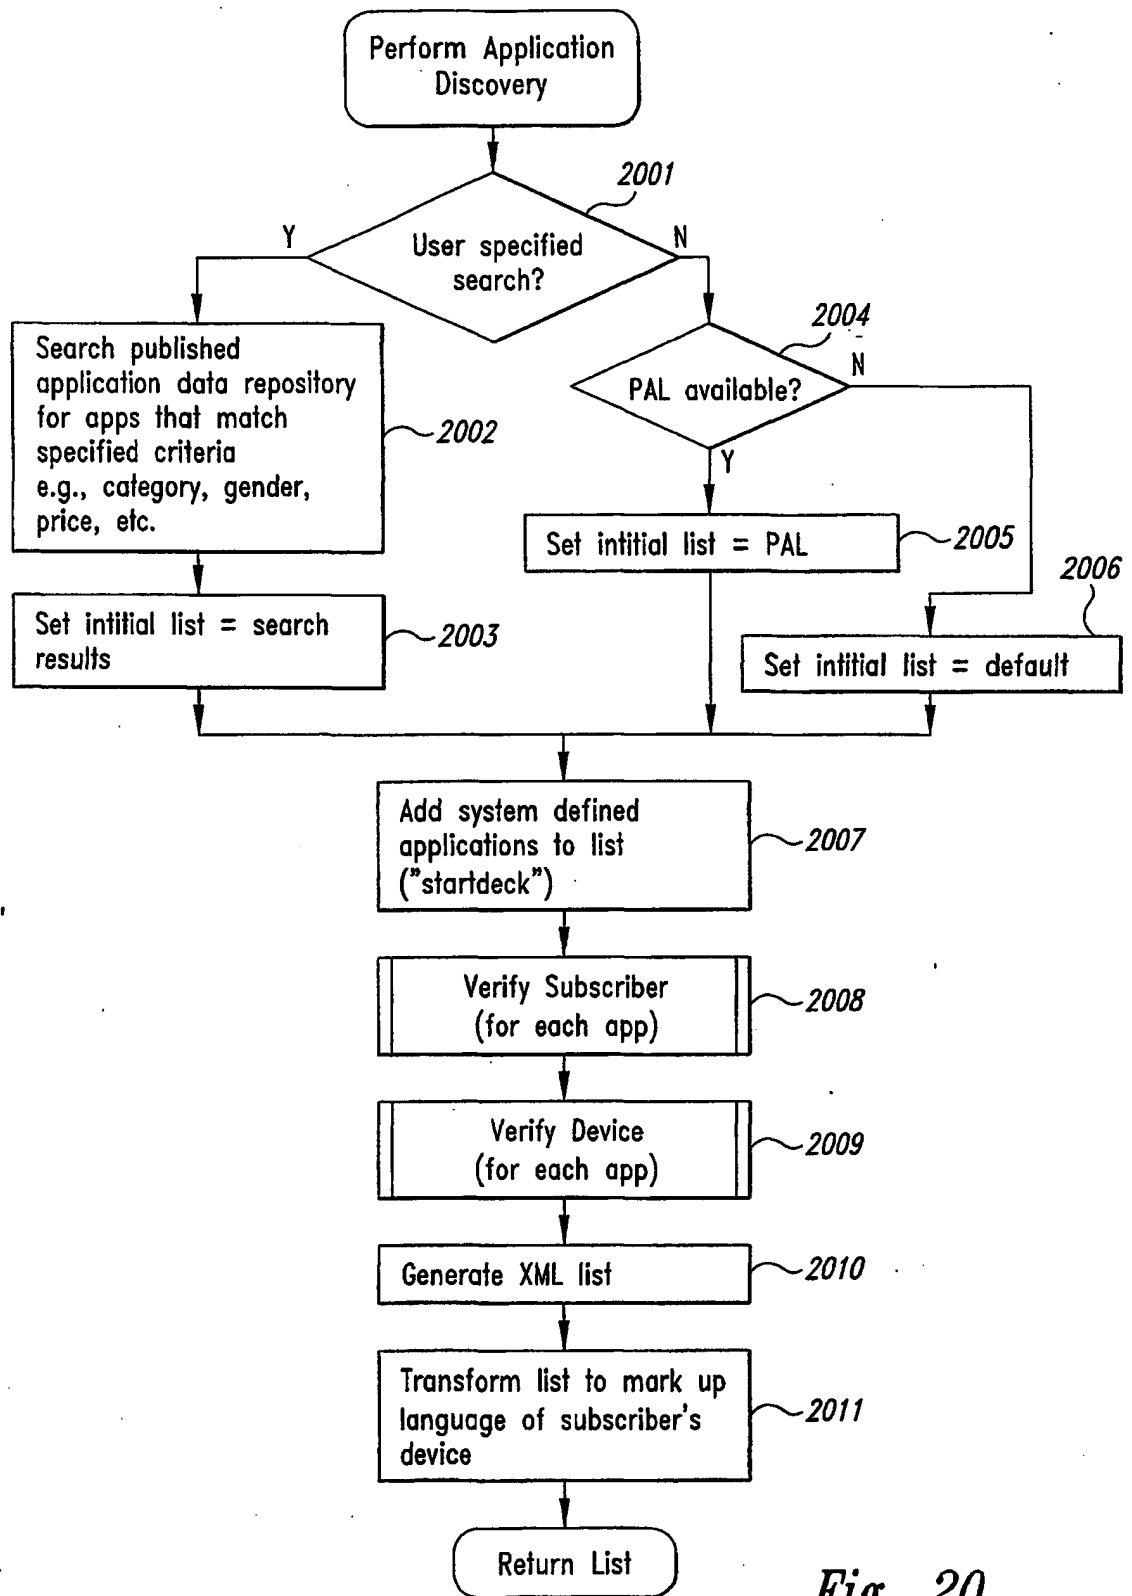 Perform Application
Discovery
2001
Y
N
User specified
search?
2004
N
Search published
application data repository
for apps that match
specified criteria
e.g., category, gender,
price, etc.
2002
PAL available?
Y
Set intitial list = PAL
2005
2006
Set intitial list = search
results
2003
Set intitial list = default
Add system defined
applications to list
("startdeck")
2007
Verify Subscriber
(for each app)
2008
Verify Device
(for each app)
2009
Generate XML list
2010
Transform list to mark up
language of subscriber's
device
2011
Return List
Fig. 20